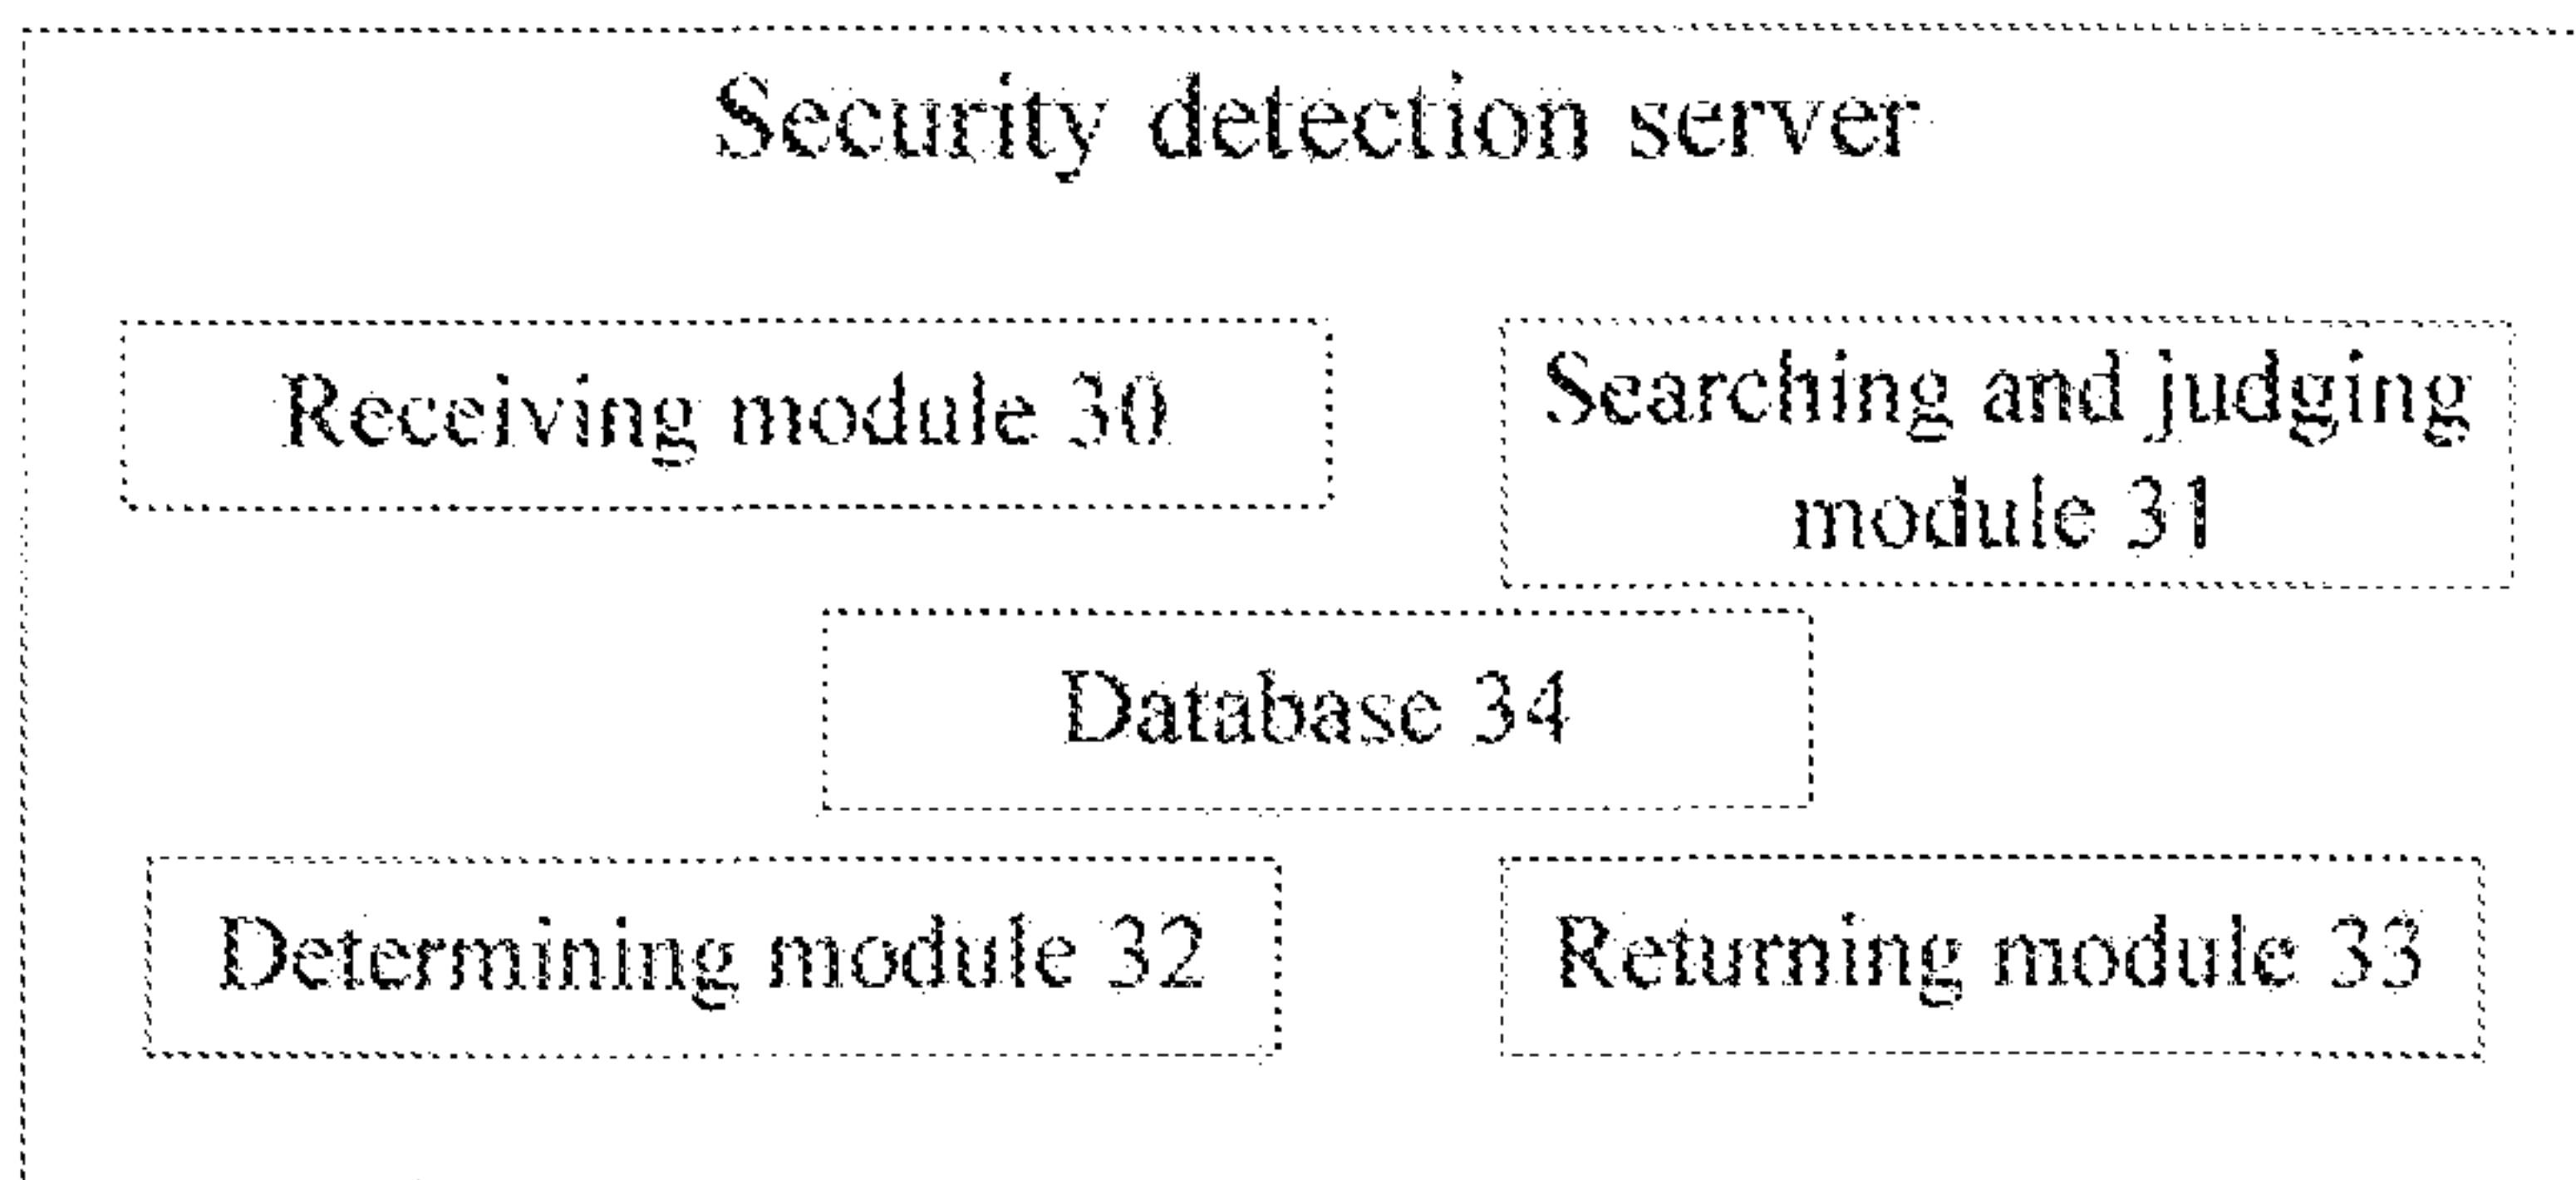 Security detection server
Receiving module 30
Searching and judging
module 31
Database 34
Determining module 32
Returning module 33